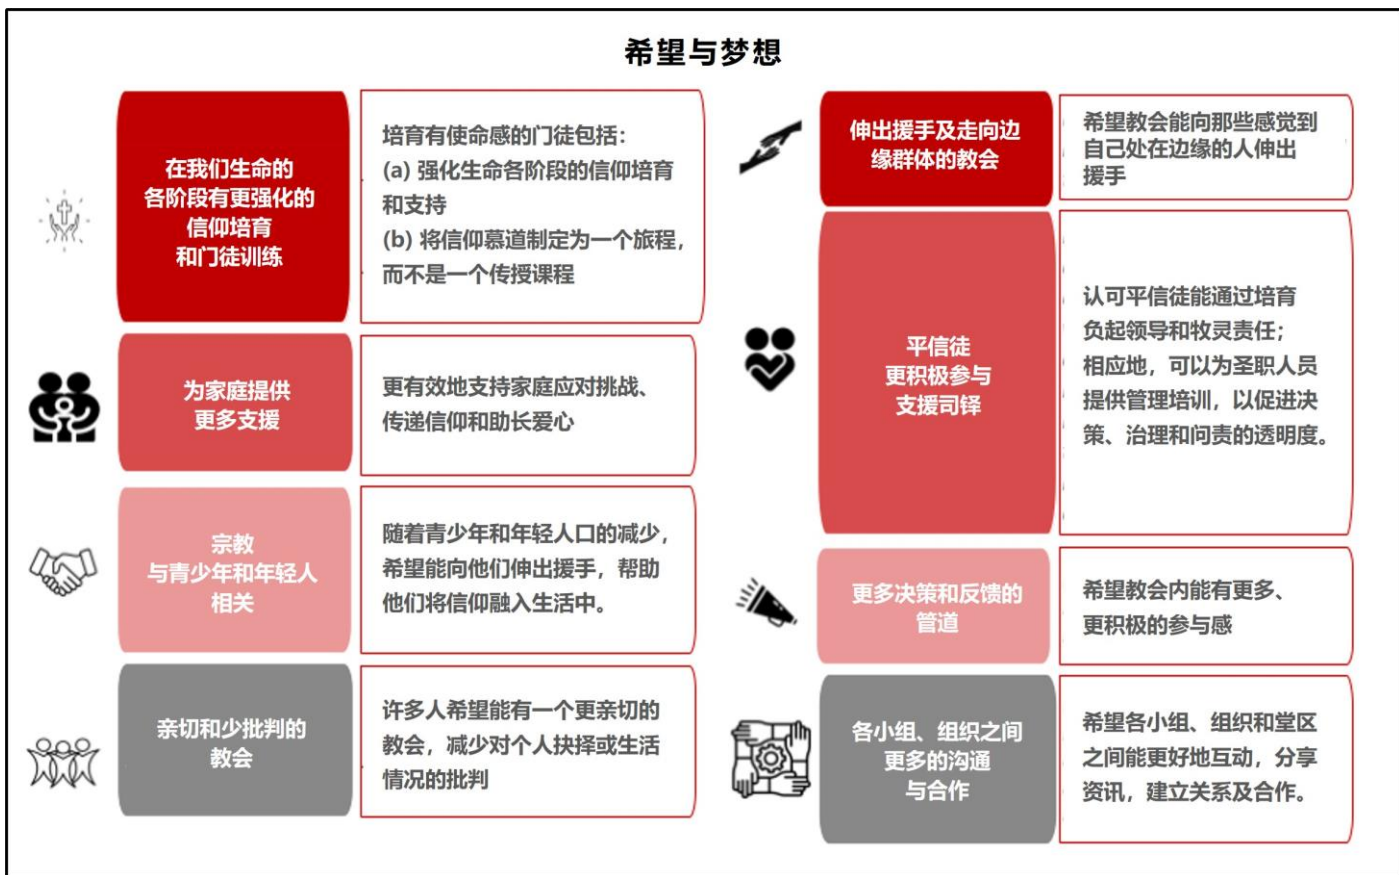 希望与梦想
在我们生命的
各阶段有更强化的
信仰培育
和门徒训练
培育有使命感的门徒包括：
(a) 强化生命各阶段的信仰培育
和支持
(b) 将信仰慕道制定为一个旅程，
而不是一个传授课程
为家庭提供
更多支援
更有效地支持家庭应对挑战、
传递信仰和助长爱心
宗教
与青少年和年轻人
相关
随着青少年和年轻人口的减少，
希望能向他们伸出援手，帮助
他们将信仰融入生活中。
亲切和少批判的
教会
许多人希望能有一个更亲切的
教会，减少对个人抉择或生活
情况的批判
伸出援手及走向边
缘群体的教会
希望教会能向那些感觉到
自己处在边缘的人伸出
援手
平信徒
更积极参与
支援司铎
认可平信徒能通过培育
负起领导和牧灵责任；
相应地，可以为圣职人员
提供管理培训，以促进决
策、治理和问责的透明度。
更多决策和反馈的
管道
希望教会内能有更多、
更积极的参与感
各小组、组织之间
更多的沟通
与合作
希望各小组、组织和堂区
之间能更好地互动，分享
资讯，建立关系及合作。